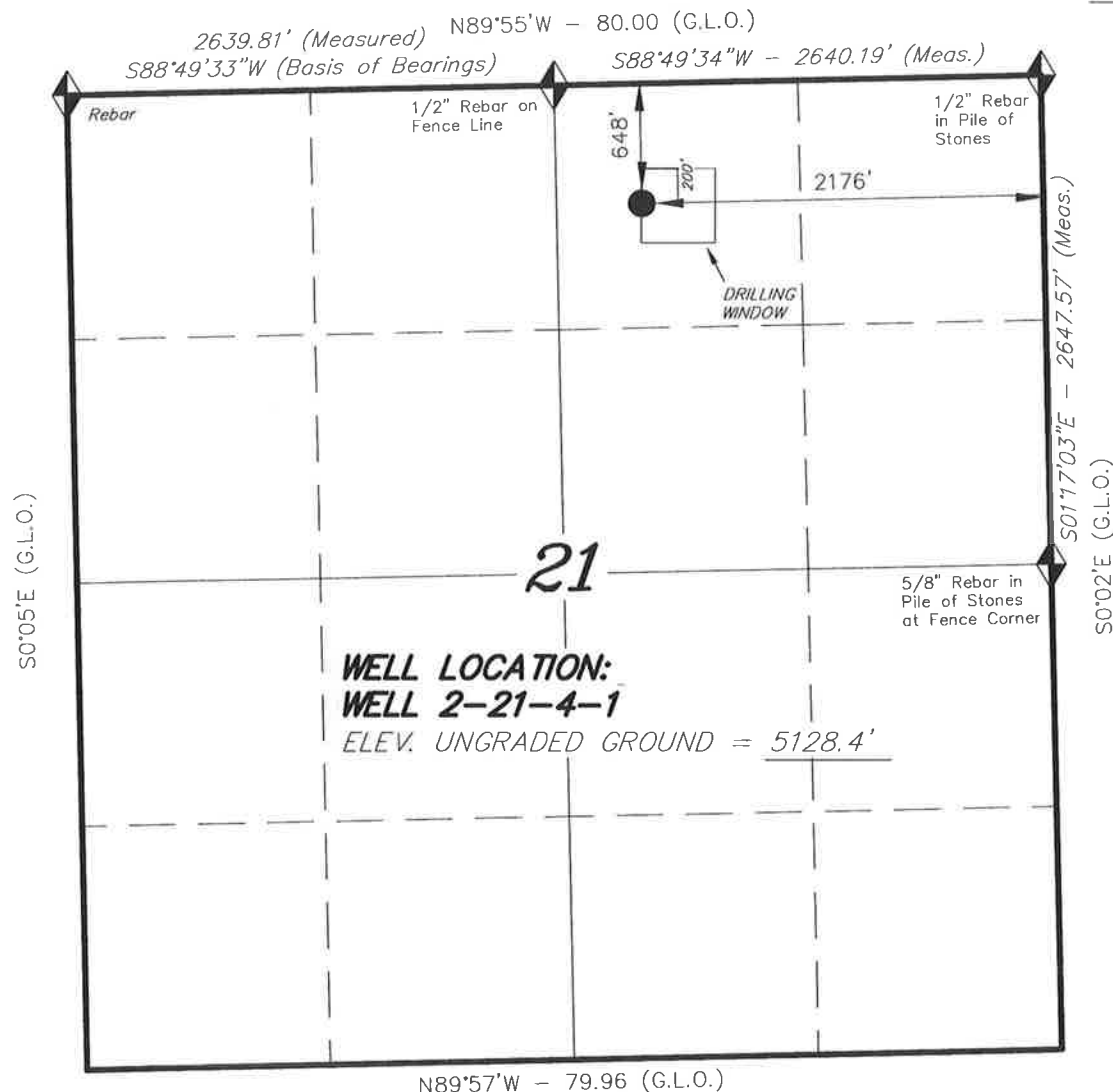 N89°55'W - 80.00 (G.L.O.)
2639.81' (Measured)
S88°49'33"W (Basis of Bearings)
S88°49'34"W - 2640.19' (Meas.)
Rebar
1/2" Rebar on
Fence Line
1/2" Rebar
in Pile of
Stones
648'
200'
2176'
DRILLING
WINDOW
S01°17'03"E - 2647.57' (Meas.)
S0°05'E (G.L.O.)
S0°02'E (G.L.O.)
21
5/8" Rebar in
Pile of Stones
at Fence Corner
WELL LOCATION:
WELL 2-21-4-1
ELEV. UNGRADED GROUND = 5128.4'
N89°57'W - 79.96 (G.L.O.)